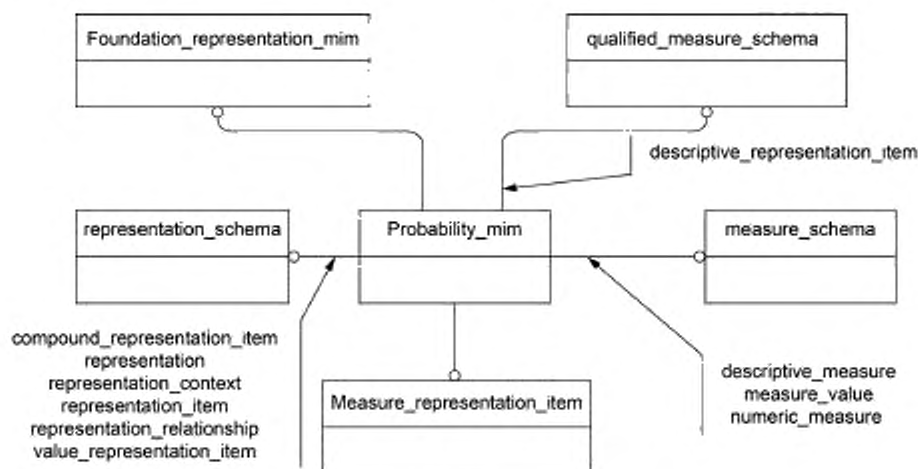 Foundation_representation_mim
qualified_measure_schema
descriptive_representation_item
representation_schema
Probability_mim
measure_schema
compound_representation_item
representation
representation_context
representation_item
representation_relationship
value_representation_item
descriptive_measure
measure_value
numeric_measure
Measure_representation_item